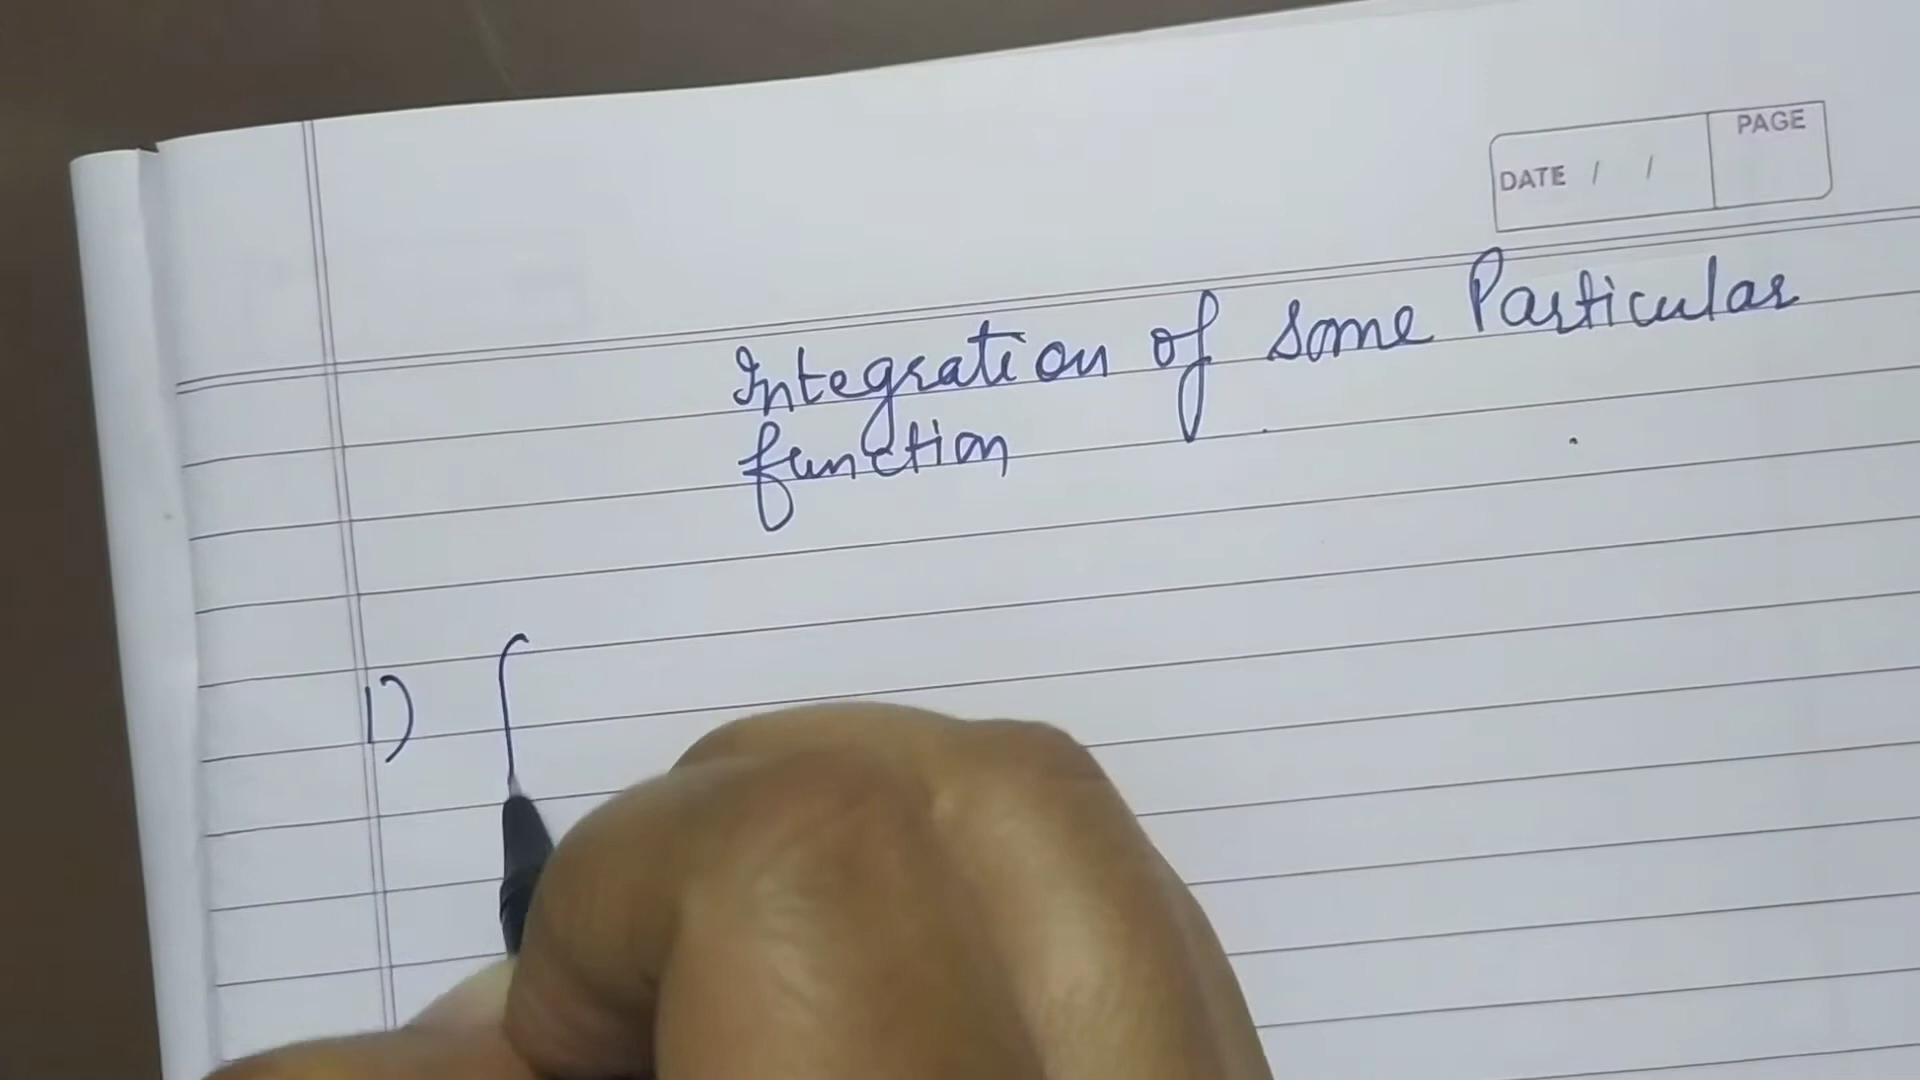 PAGE
DATE / /
Integration of some Particular
function
1) ∫